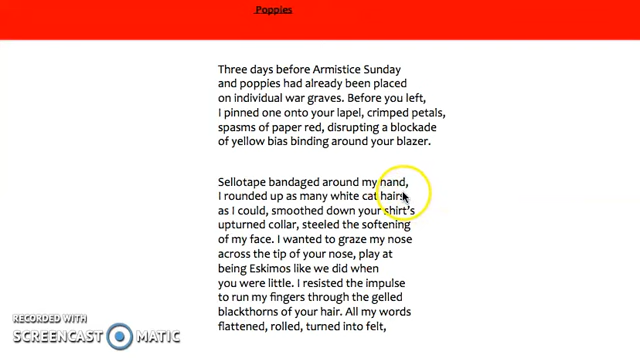 Poppies
Three days before Armistice Sunday
and poppies had already been placed
on individual war graves. Before you left,
I pinned one onto your lapel, crimped petals,
spasms of paper red, disrupting a blockade
of yellow bias binding around your blazer.
Sellotape bandaged around my hand,
I rounded up as many white cat hairs
as I could, smoothed down your shirt's
upturned collar, steeled the softening
of my face. I wanted to graze my nose
across the tip of your nose, play at
being Eskimos like we did when
you were little. I resisted the impulse
to run my fingers through the gelled
blackthorns of your hair. All my words
flattened, rolled, turned into felt,
RECORDED WITH
SCREENCAST MATIC